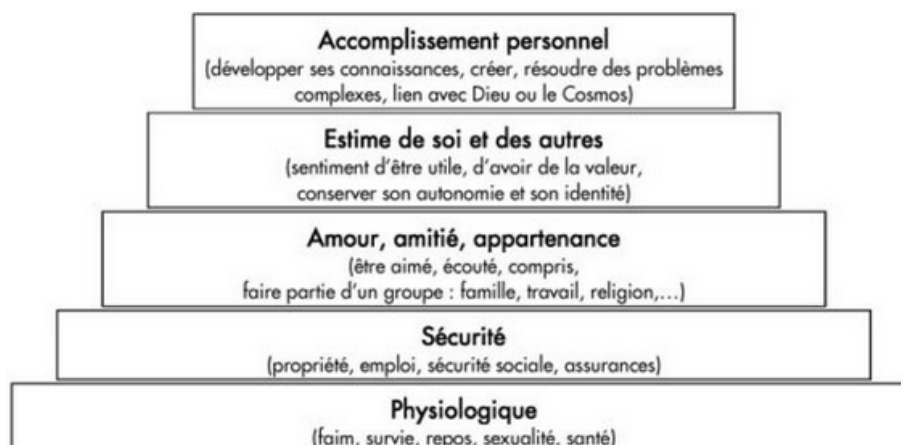 Accomplissement personnel
(développer ses connaissances, créer, résoudre des problèmes
complexes, lien avec Dieu ou le Cosmos)
Estime de soi et des autres
(sentiment d'être utile, d'avoir de la valeur,
conserver son autonomie et son identité)
Amour, amitié, appartenance
(être aimé, écouté, compris,
faire partie d'un groupe : famille, travail, religion,...)
Sécurité
(propriété, emploi, sécurité sociale, assurances)
Physiologique
(faim, survie, repos, sexualité, santé)